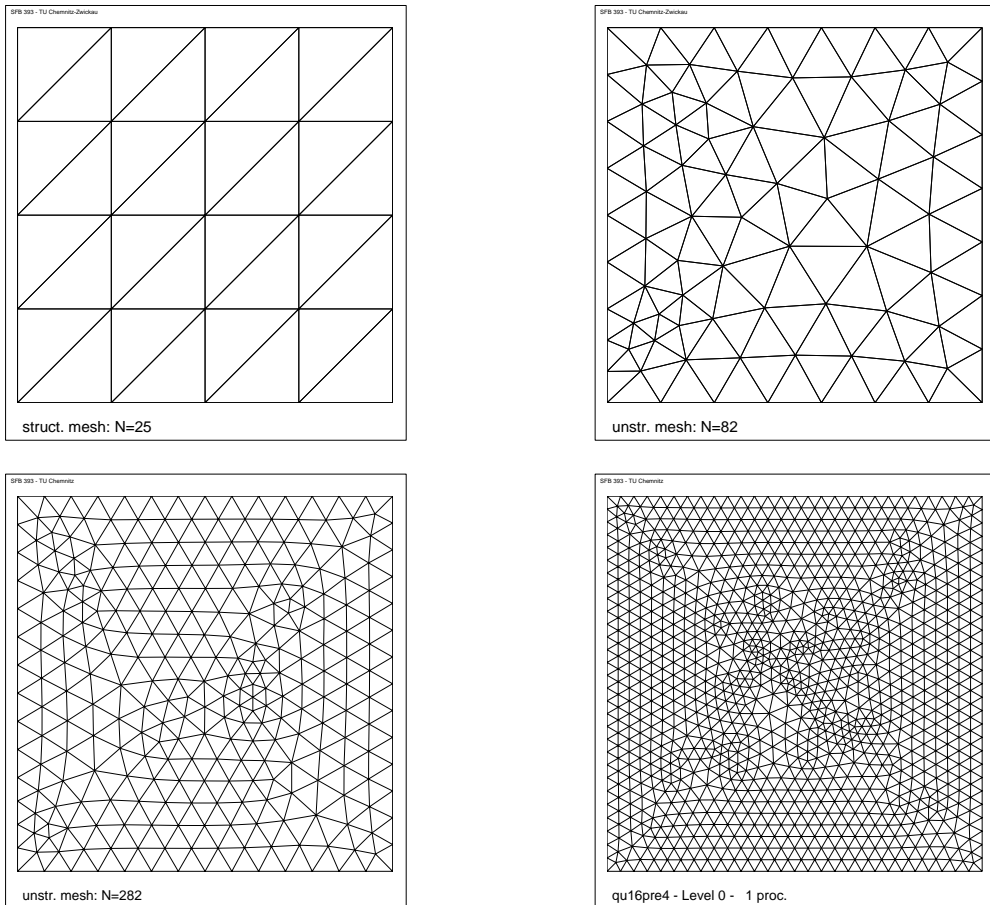 SFB 393 - TU Chemnitz-Zwickau
struct. mesh: N=25
SFB 393 - TU Chemnitz-Zwickau
unstr. mesh: N=82
SFB 393 - TU Chemnitz
unstr. mesh: N=282
SFB 393 - TU Chemnitz
qu16pre4 - Level 0 - 1 proc.